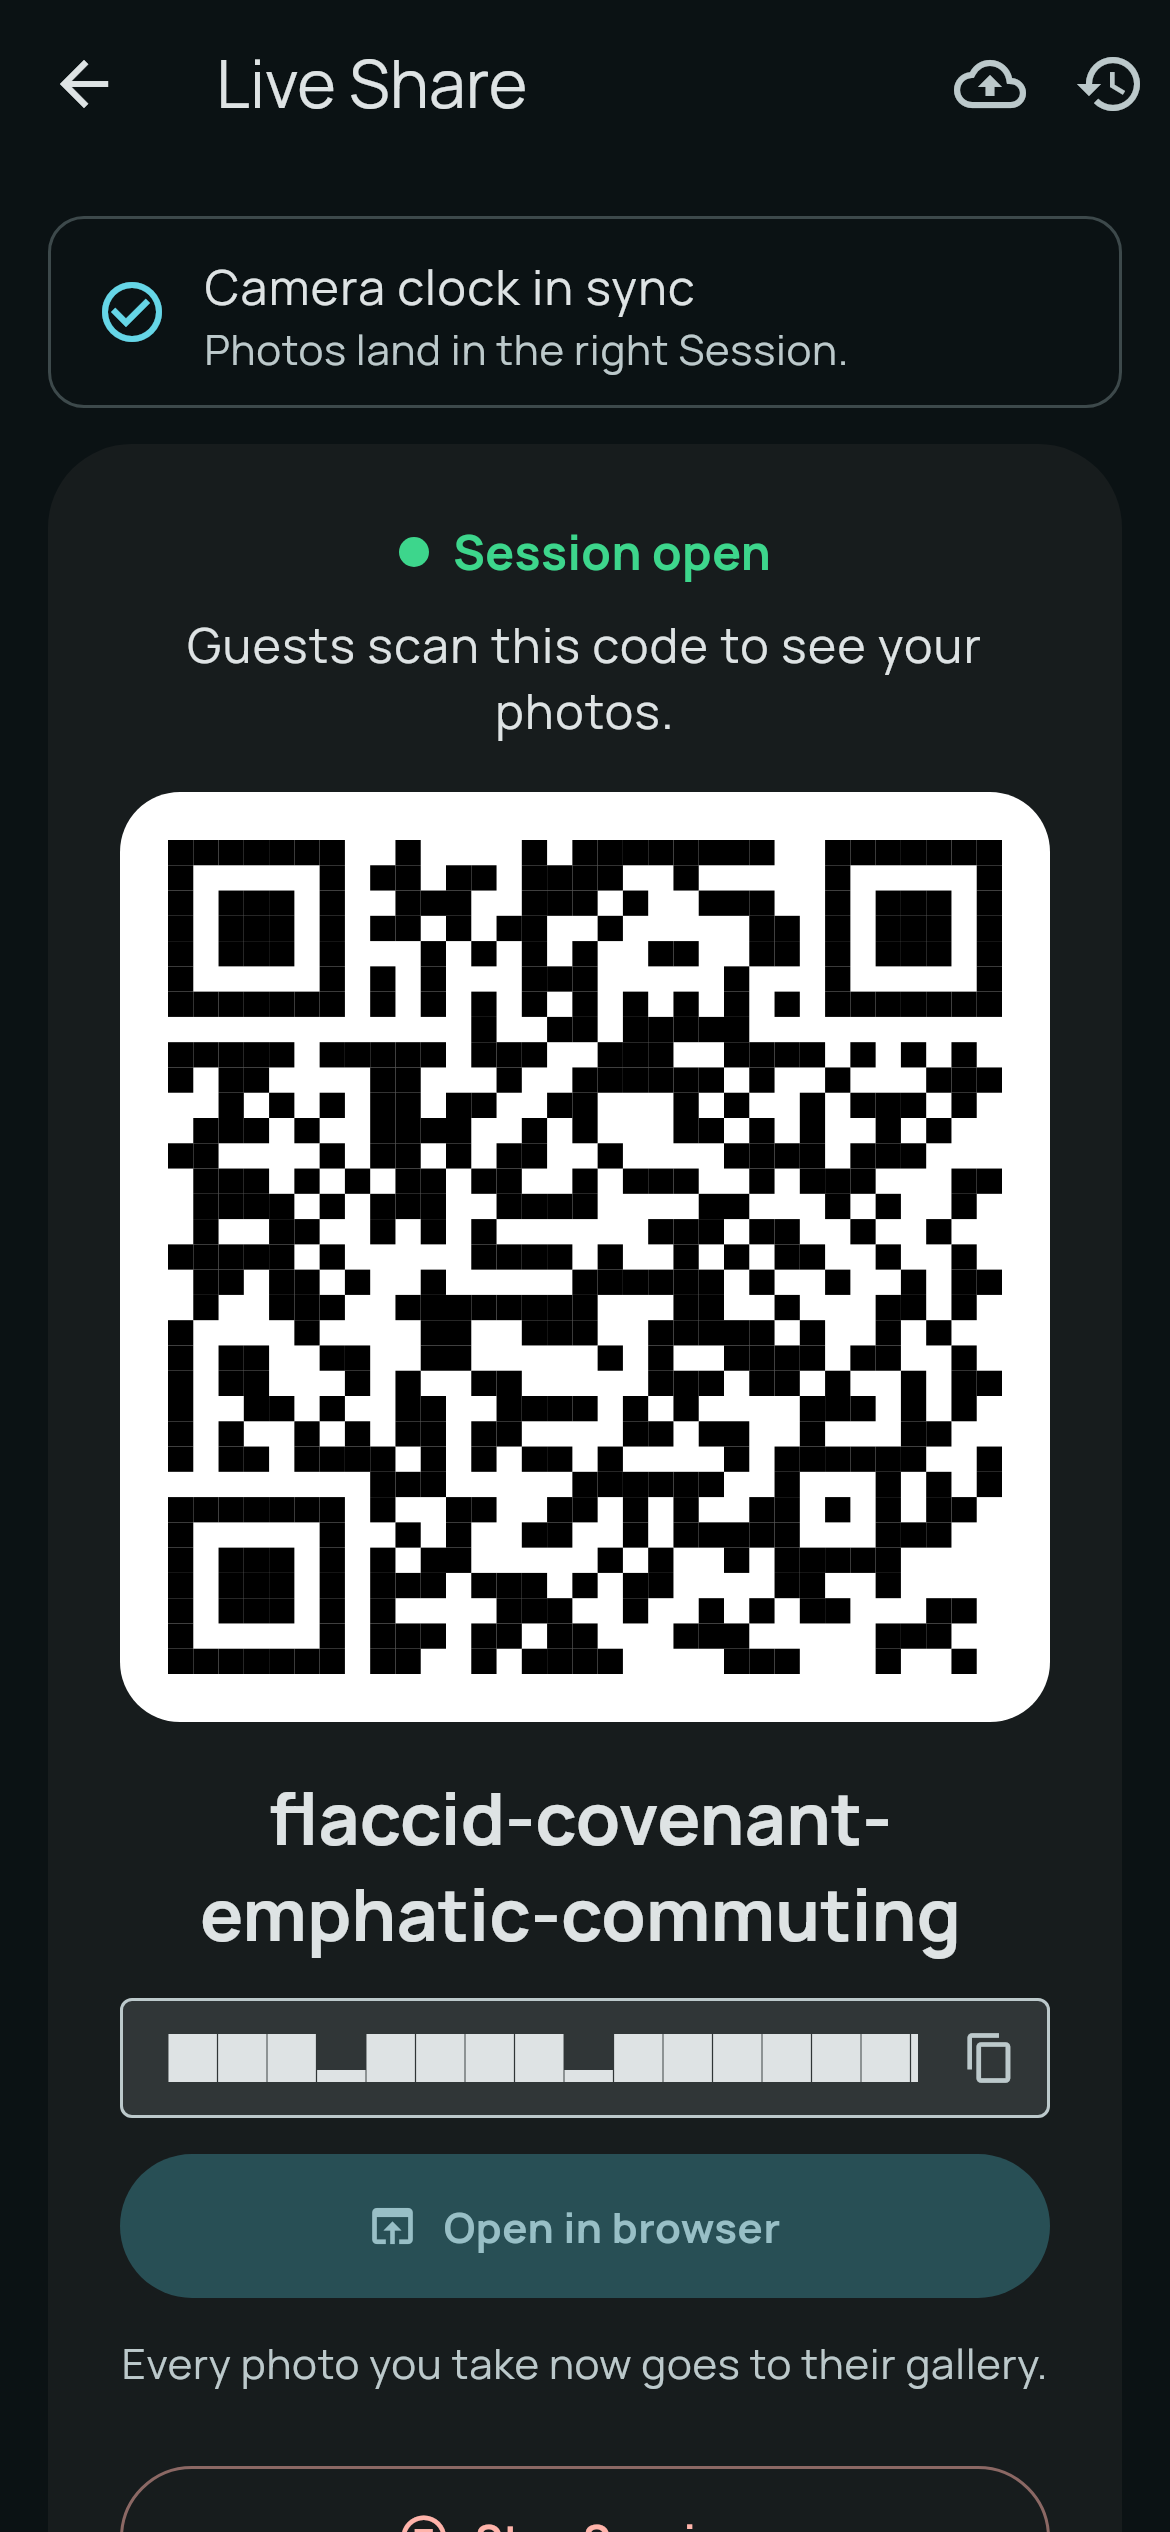 Live Share
Camera clock in sync
Photos land in the right Session.
Session open
Guests scan this code to see your
photos.
flaccid-covenant-
emphatic-commuting
Open in browser
Every photo you take now goes to their gallery.